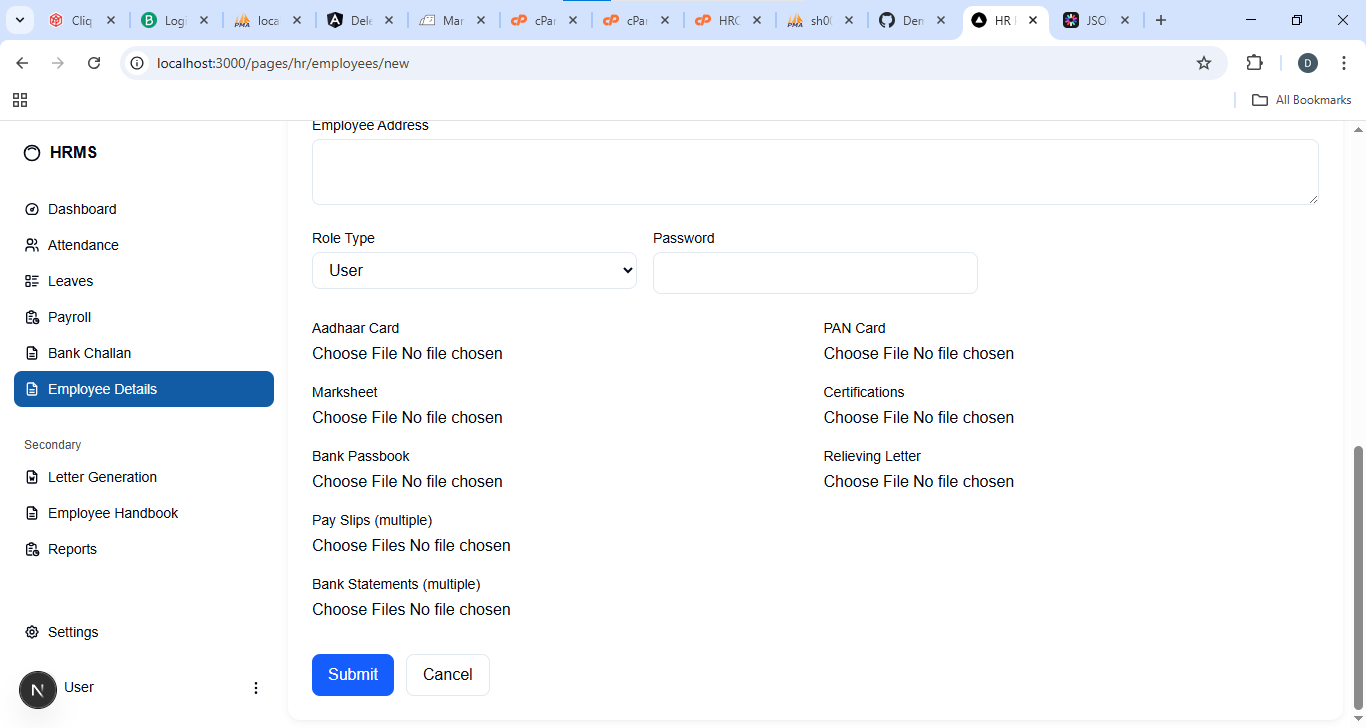 Cliq
Logi
loca
Dele
Mar
cPar
cPar
HRC
sh00
Den
HR
JSO
localhost:3000/pages/hr/employees/new
D
All Bookmarks
HRMS
Dashboard
Attendance
Leaves
Payroll
Bank Challan
Employee Details
Secondary
Letter Generation
Employee Handbook
Reports
Settings
N
User
Employee Address
Role Type
Password
User
Aadhaar Card
PAN Card
Choose File No file chosen
Choose File No file chosen
Marksheet
Certifications
Choose File No file chosen
Choose File No file chosen
Bank Passbook
Relieving Letter
Choose File No file chosen
Choose File No file chosen
Pay Slips (multiple)
Choose Files No file chosen
Bank Statements (multiple)
Choose Files No file chosen
Submit
Cancel